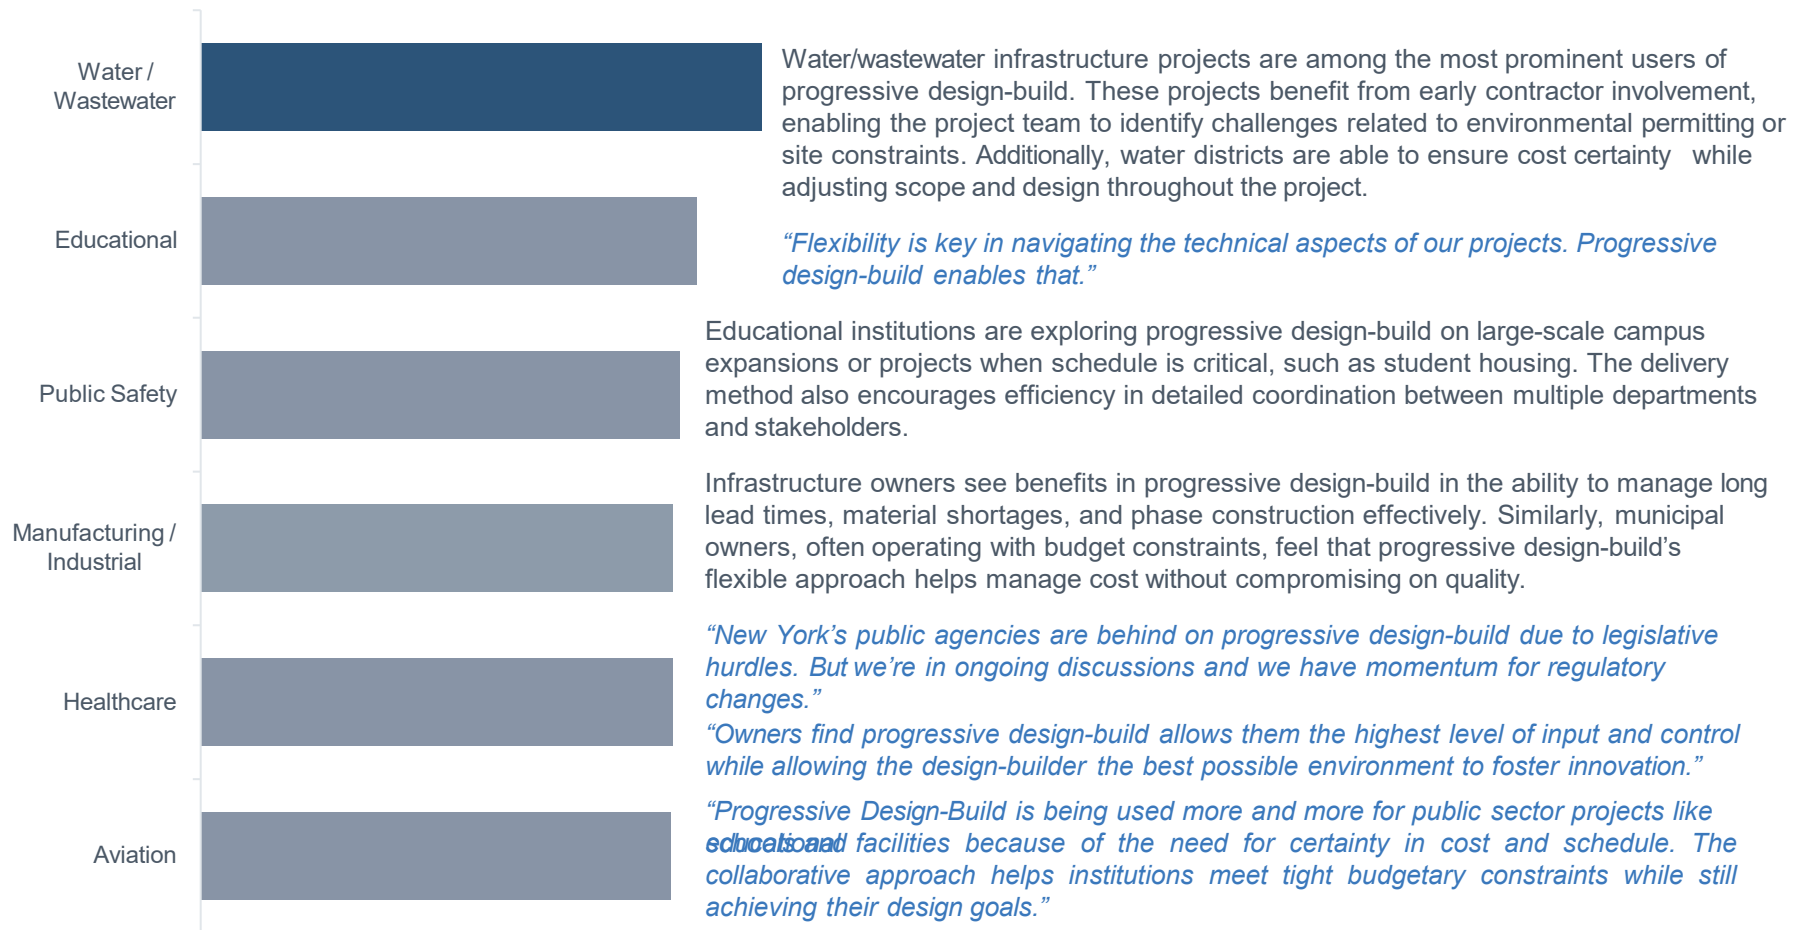 Water /
Wastewater
Educational
Public Safety
Manufacturing /
Industrial
Healthcare
Aviation
Water/wastewater infrastructure projects are among the most prominent users of
progressive design-build. These projects benefit from early contractor involvement,
enabling the project team to identify challenges related to environmental permitting or
site constraints. Additionally, water districts are able to ensure cost certainty while
adjusting scope and design throughout the project.
“Flexibility is key in navigating the technical aspects of our projects. Progressive
design-build enables that.”
Educational institutions are exploring progressive design-build on large-scale campus
expansions or projects when schedule is critical, such as student housing. The delivery
method also encourages efficiency in detailed coordination between multiple departments
and stakeholders.
Infrastructure owners see benefits in progressive design-build in the ability to manage long
lead times, material shortages, and phase construction effectively. Similarly, municipal
owners, often operating with budget constraints, feel that progressive design-build’s
flexible approach helps manage cost without compromising on quality.
“New York’s public agencies are behind on progressive design-build due to legislative
hurdles. But we’re in ongoing discussions and we have momentum for regulatory
changes.”
“Owners find progressive design-build allows them the highest level of input and control
while allowing the design-builder the best possible environment to foster innovation.”
“Progressive Design-Build is being used more and more for public sector projects like
schools and educational facilities because of the need for certainty in cost and schedule. The
collaborative approach helps institutions meet tight budgetary constraints while still
achieving their design goals.”